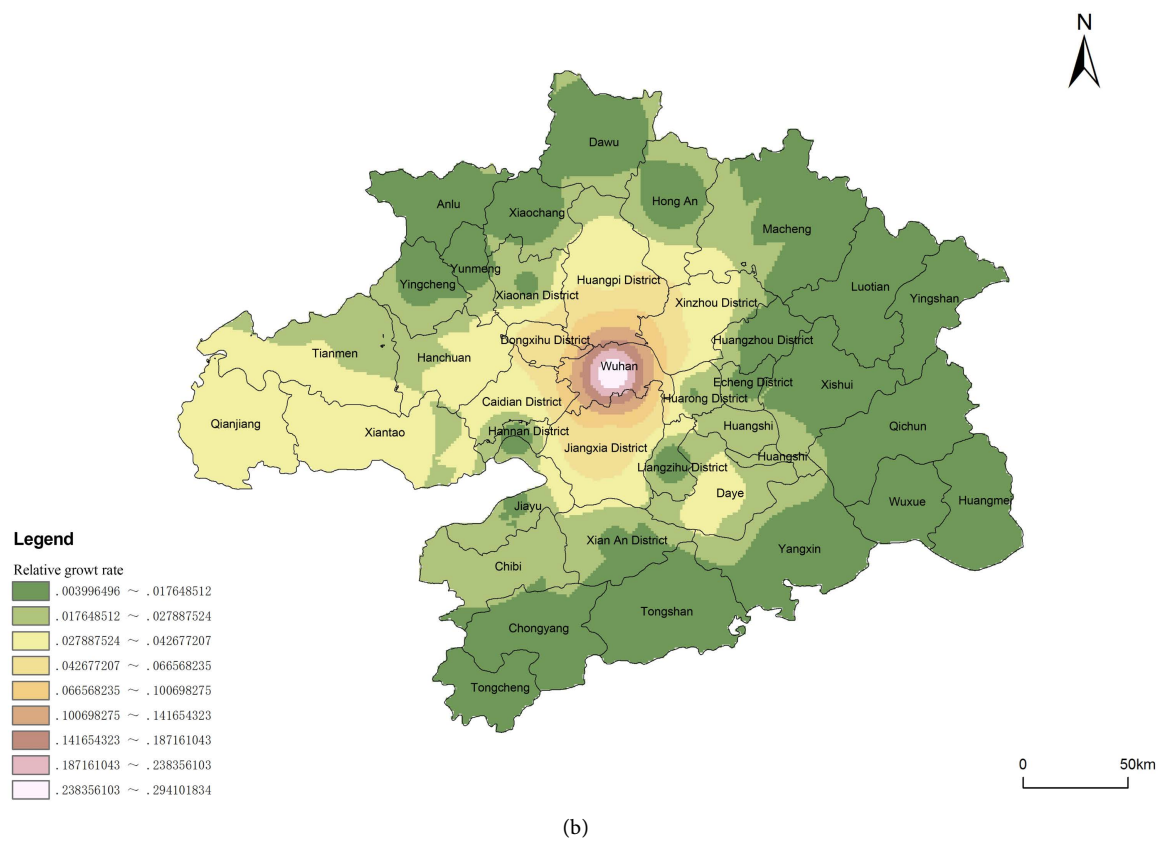 N
Dawu
Hong An
Anlu
Xiaochang
Macheng
Yunmeng
Yingcheng
Huangpi District
Xiaonan District
Xinzhou District
Luotian
Yingshan
Dongxihu District
Huangzhou District
Tianmen
Hanchuan
Wuhan
Echeng District
Xishui
Huarong District
Caidian District
Qianjiang
Xiantao
Hannan District
Huangshi
Qichun
Jiangxia District
Huangshi
Liangzihu District
Daye
Wuxue
Huangmei
Jiayu
Xian An District
Yangxin
Chibi
Tongshan
Chongyang
Tongcheng
Legend
Relative growt rate
.003996496 ～ .017648512
.017648512 ～ .027887524
.027887524 ～ .042677207
.042677207 ～ .066568235
.066568235 ～ .100698275
.100698275 ～ .141654323
.141654323 ～ .187161043
.187161043 ～ .238356103
.238356103 ～ .294101834
0 50km
(b)